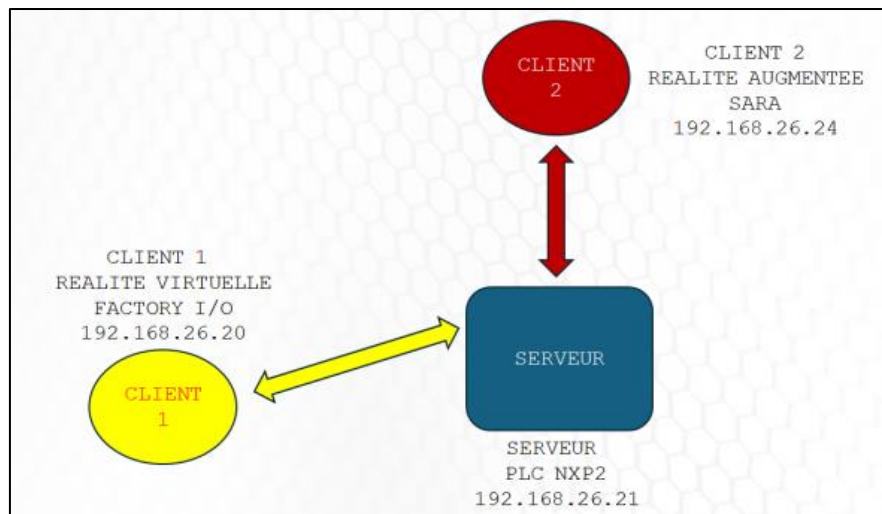 CLIENT
2
CLIENT 2
REALITE AUGMENTEE
SARA
192.168.26.24
CLIENT 1
REALITE VIRTUELLE
FACTORY I/O
192.168.26.20
CLIENT
1
SERVEUR
SERVEUR
PLC NXP2
192.168.26.21